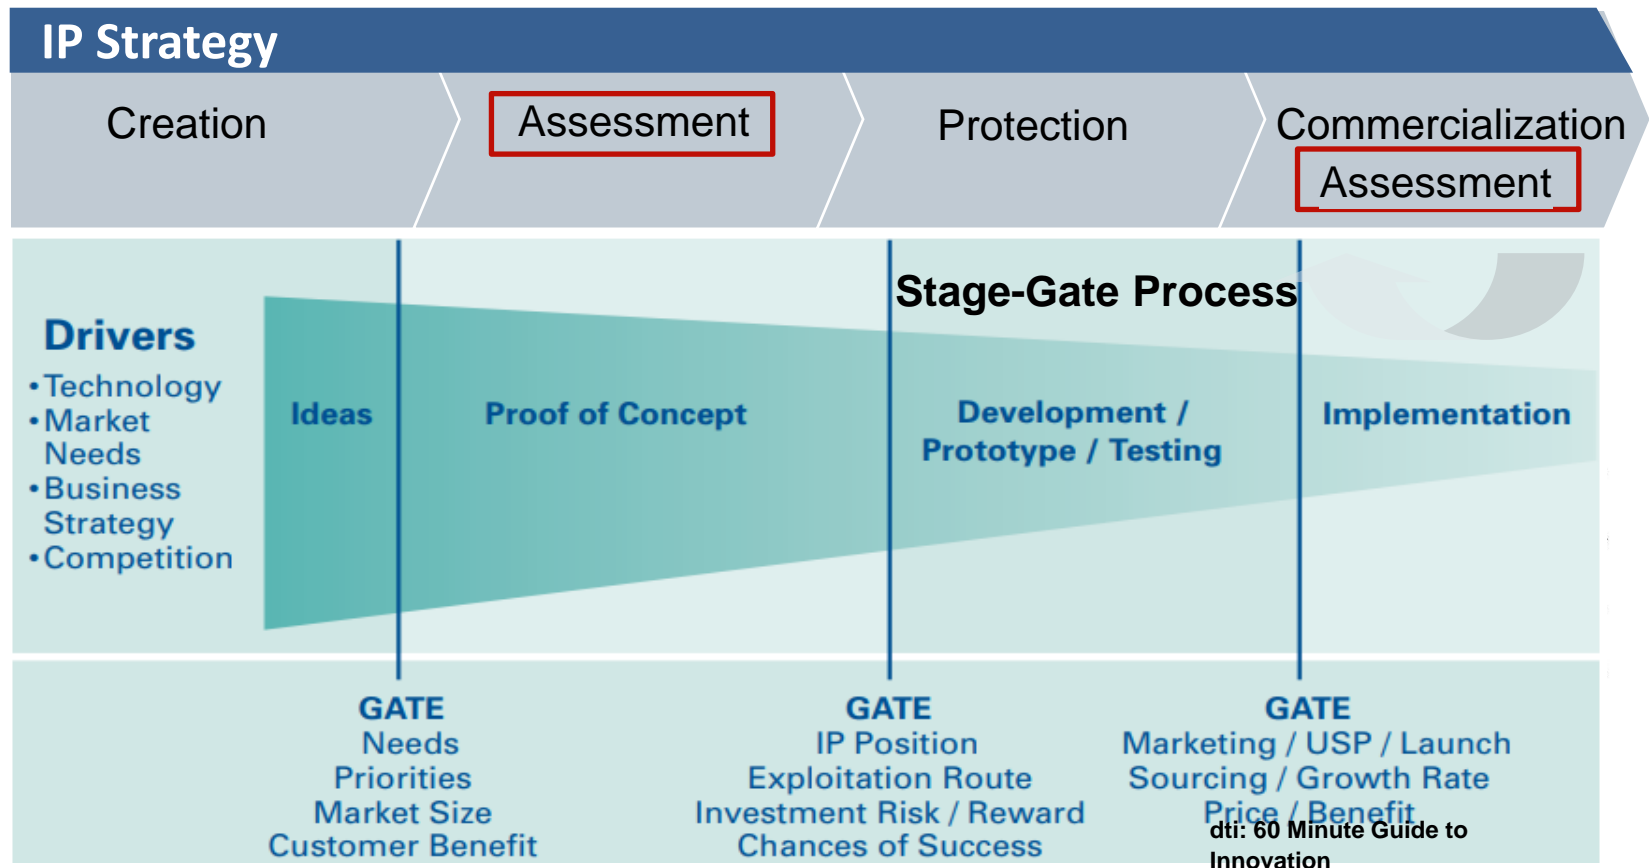 IP Strategy
Creation
Assessment
Protection
Commercialization
Assessment
Stage-Gate Process
Drivers
•Technology
•Market
Needs
•Business
Strategy
•Competition
Ideas
Proof of Concept
Development /
Prototype / Testing
Implementation
GATE
Needs
Priorities
Market Size
Customer Benefit
GATE
IP Position
Exploitation Route
Investment Risk / Reward
Chances of Success
GATE
Marketing / USP / Launch
Sourcing / Growth Rate
Price / Benefit
dti: 60 Minute Guide to
Innovation